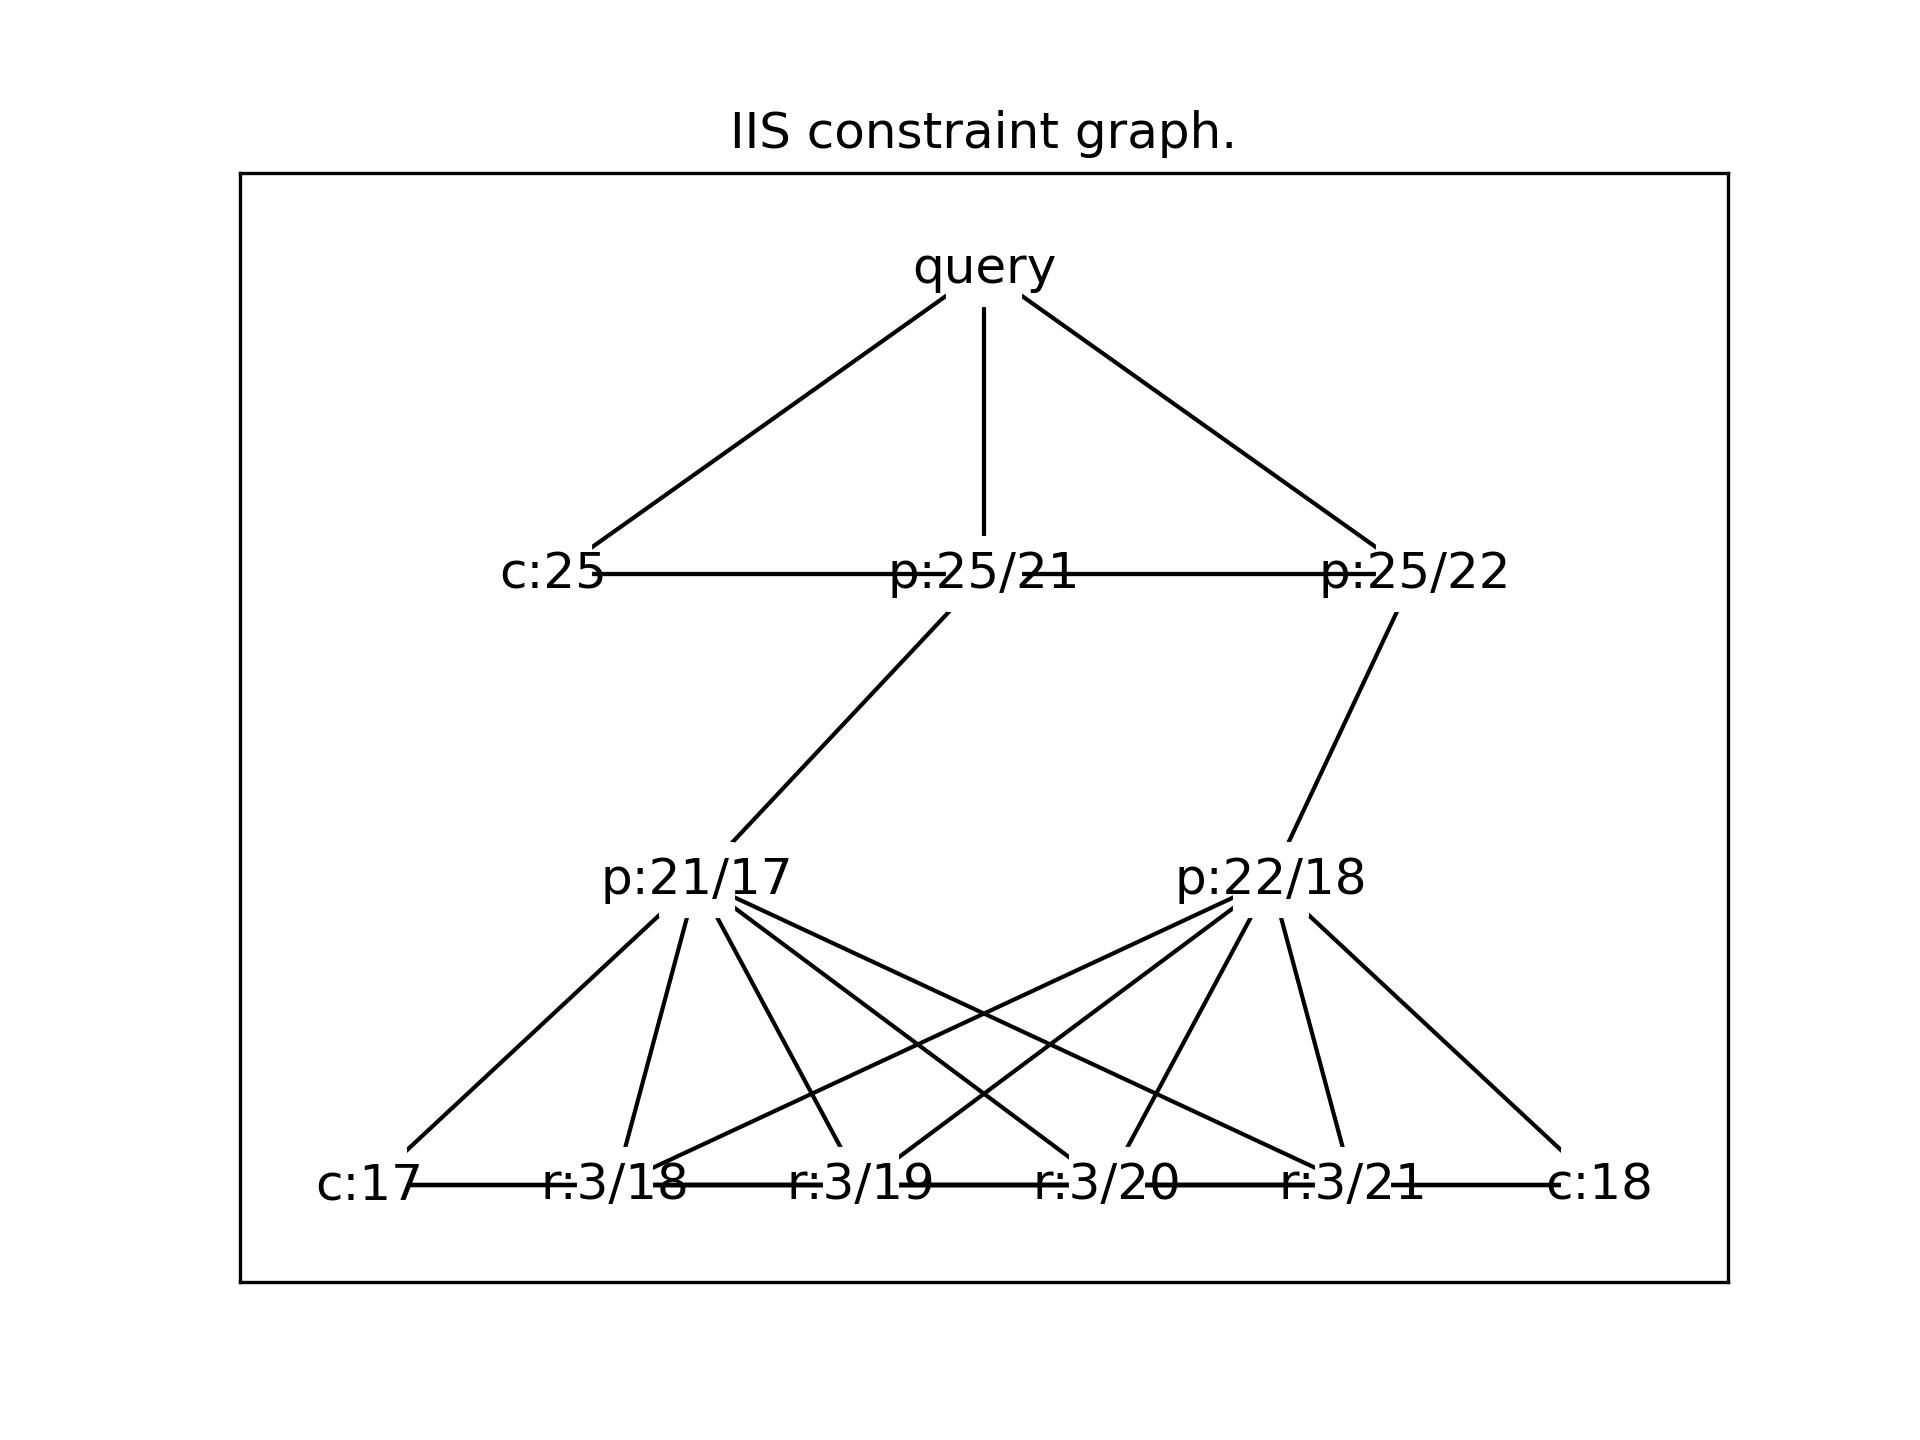 IIS constraint graph.
query
c:25 p:25/21 p:25/22
p:21/17 p:22/18
c:17 r:3/18 r:3/19 r:3/20 r:3/21 c:18